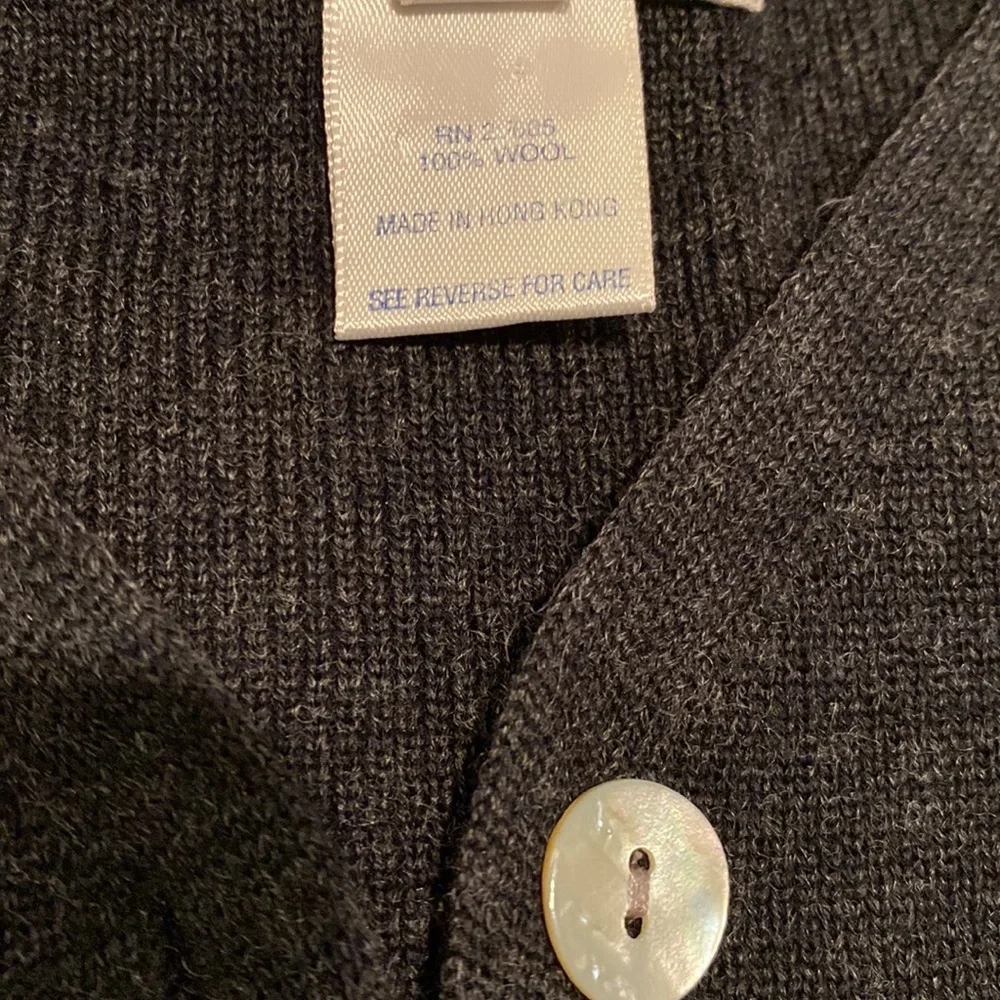 RN
100% WOOL
MADE IN HONG KONG
SEE REVERSE FOR CARE